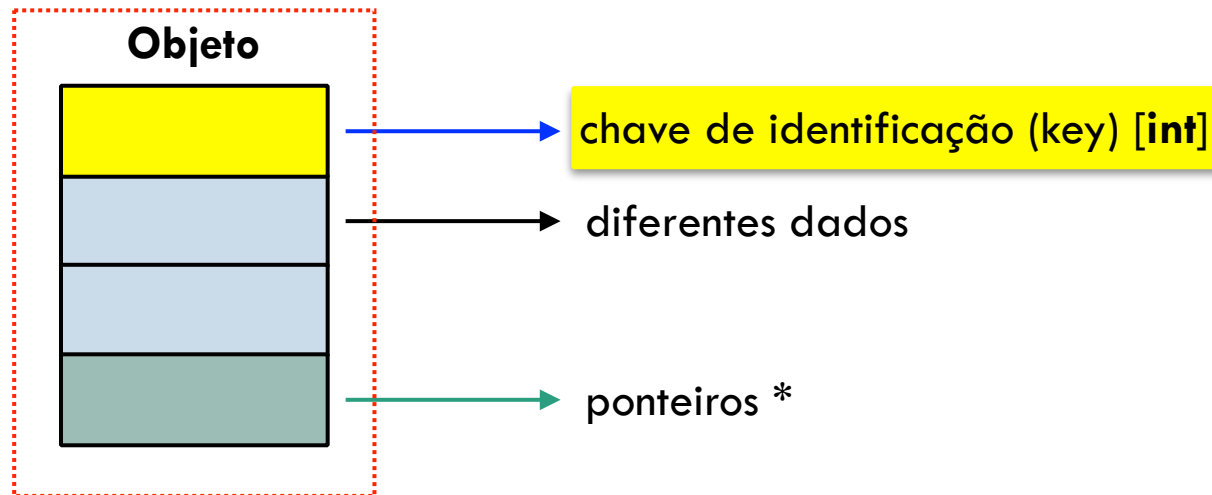 Objeto
chave de identificação (key) [int]
diferentes dados
ponteiros *